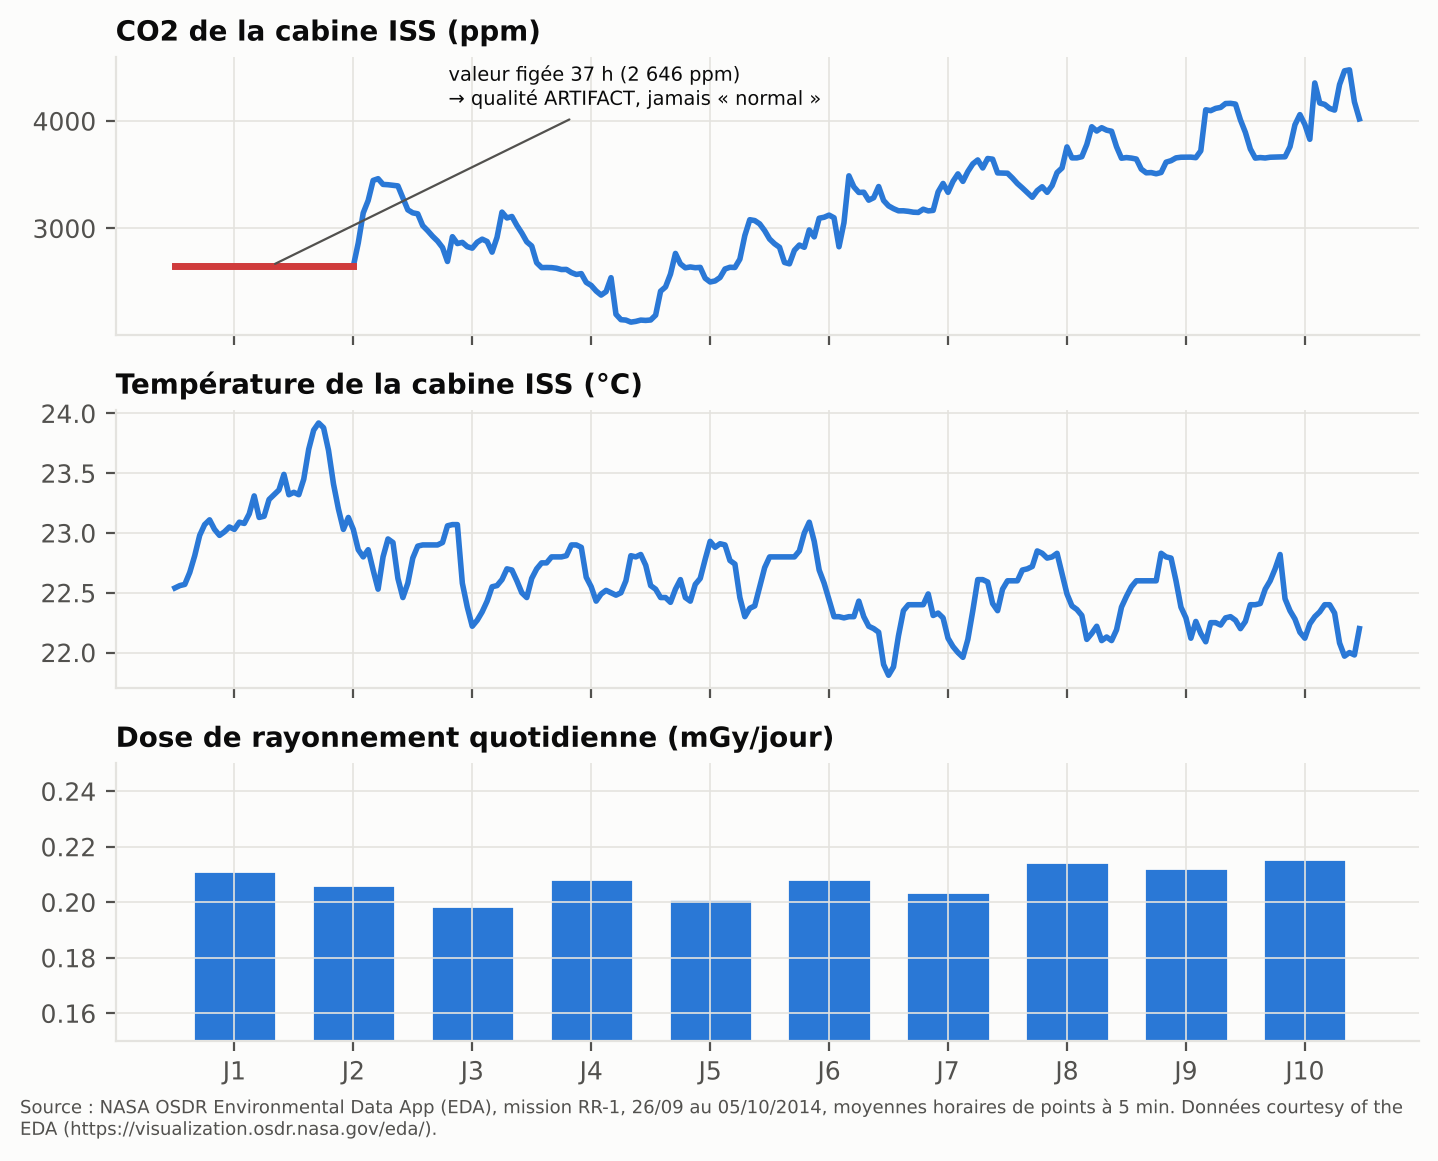 CO2 de la cabine ISS (ppm)
valeur figée 37 h (2 646 ppm)
→ qualité ARTIFACT, jamais « normal »
4000
3000
Température de la cabine ISS (°C)
24.0
23.5
23.0
22.5
22.0
Dose de rayonnement quotidienne (mGy/jour)
0.24
0.22
0.20
0.18
0.16
J1 J2 J3 J4 J5 J6 J7 J8 J9 J10
Source : NASA OSDR Environmental Data App (EDA), mission RR-1, 26/09 au 05/10/2014, moyennes horaires de points à 5 min. Données courtesy of the
EDA (https://visualization.osdr.nasa.gov/eda/).